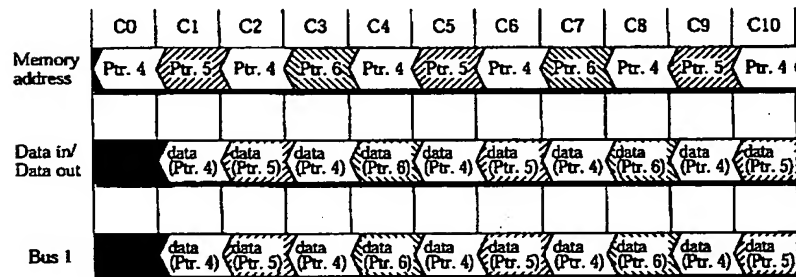 C0 C1 C2 C3 C4 C5 C6 C7 C8 C9 C10
Memory address Ptr. 4 Ptr. 5 Ptr. 4 Ptr. 6 Ptr. 4 Ptr. 5 Ptr. 4 Ptr. 6 Ptr. 4 Ptr. 5 Ptr. 4
Data in/ Data out data (Ptr. 4) data (Ptr. 5) data (Ptr. 4) data (Ptr. 6) data (Ptr. 4) data (Ptr. 5) data (Ptr. 4) data (Ptr. 6) data (Ptr. 4) data (Ptr. 5)
Bus 1 data (Ptr. 4) data (Ptr. 5) data (Ptr. 4) data (Ptr. 6) data (Ptr. 4) data (Ptr. 5) data (Ptr. 4) data (Ptr. 6) data (Ptr. 4) data (Ptr. 5)